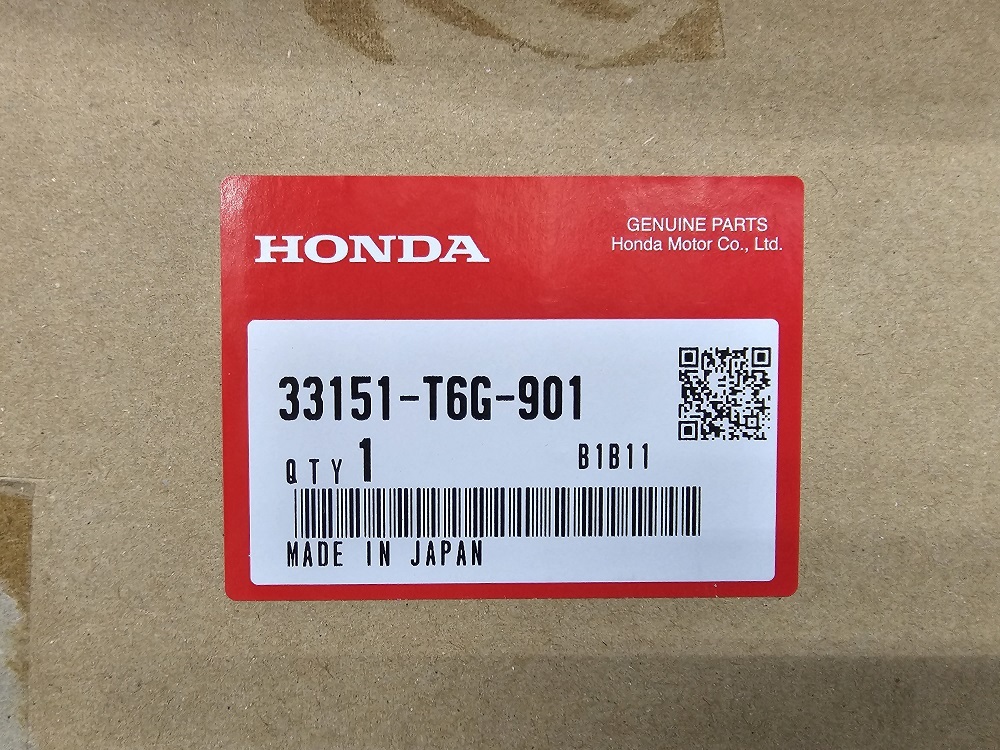 HONDA
GENUINE PARTS
Honda Motor Co., Ltd.
33151-T6G-901
QTY 1
B1B11
MADE IN JAPAN